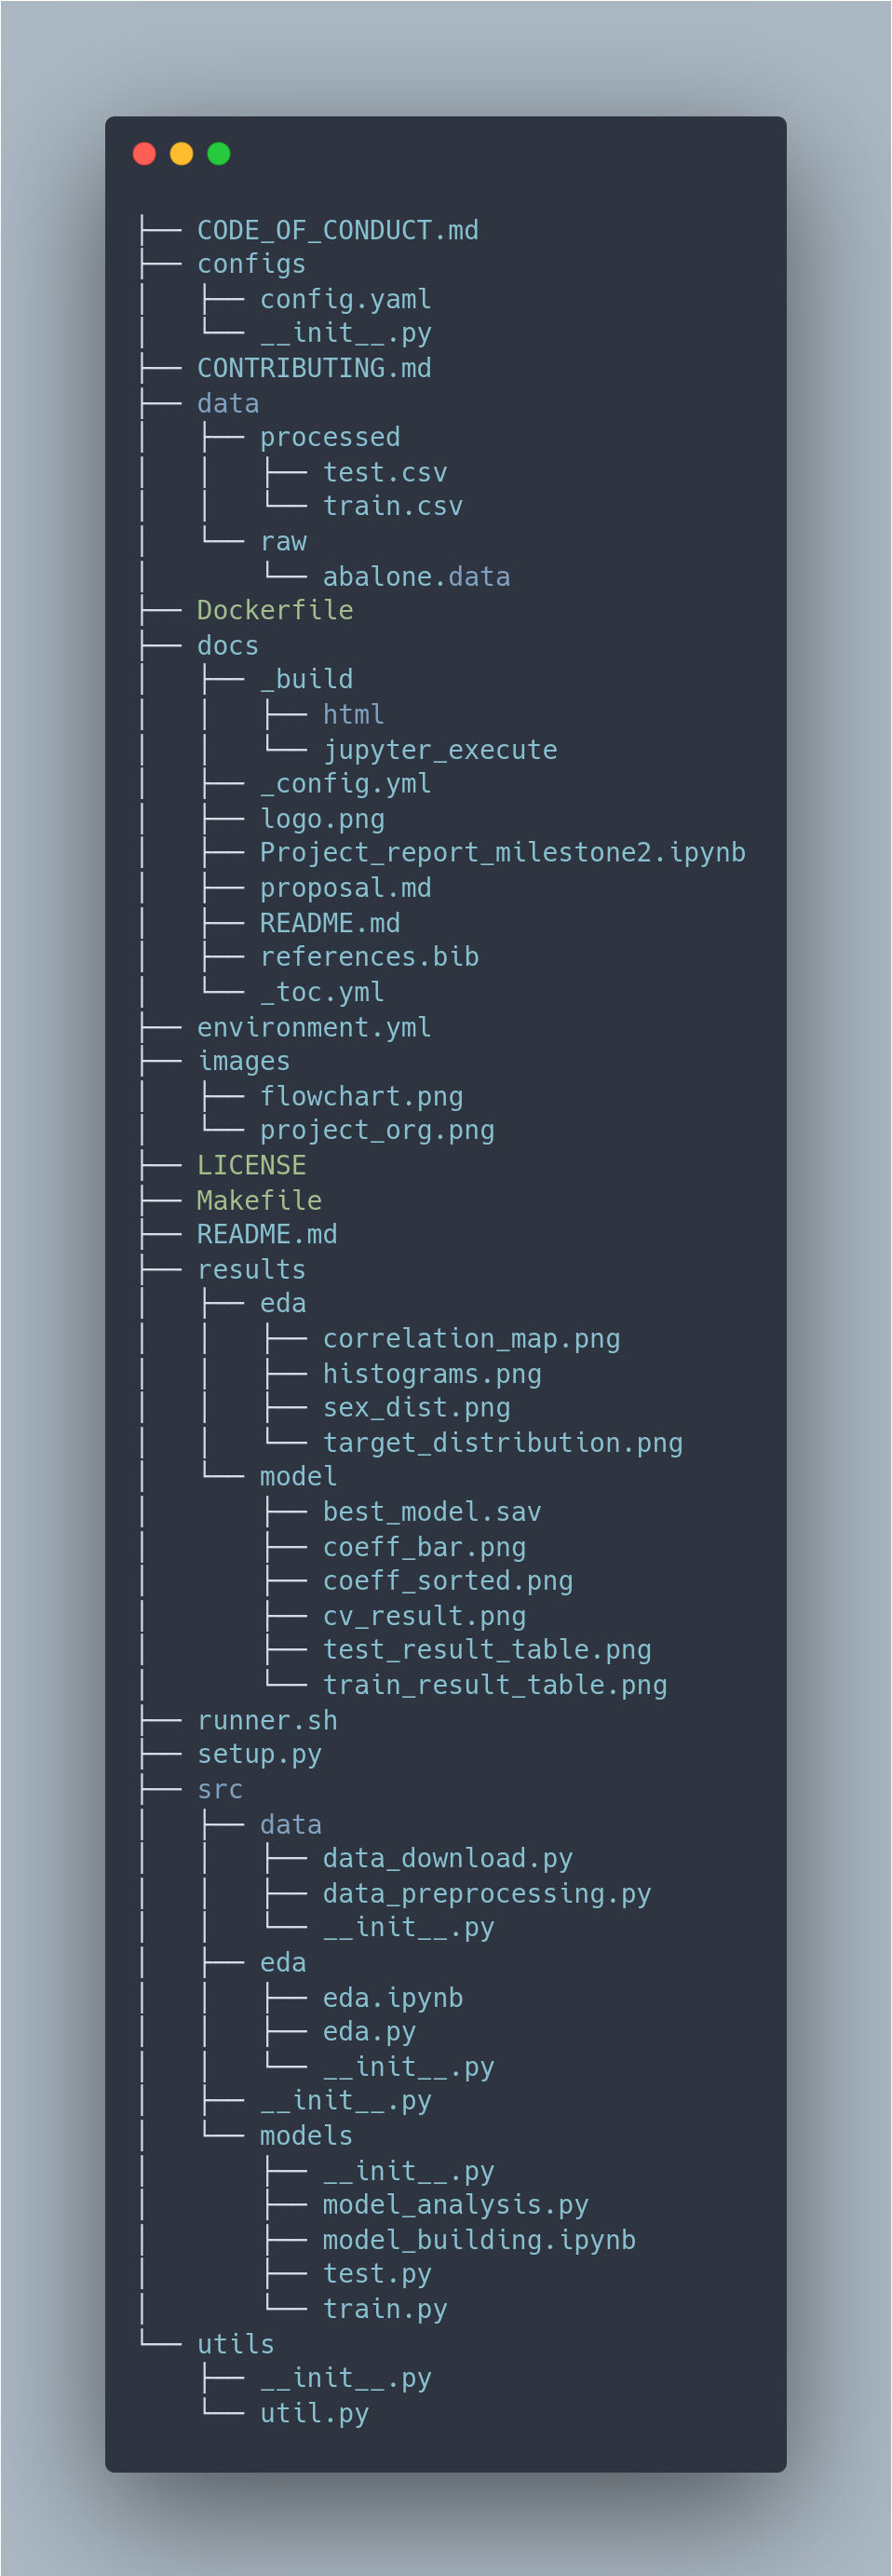 ├── CODE_OF_CONDUCT.md
├── configs
│   ├── config.yaml
│   └── __init__.py
├── CONTRIBUTING.md
├── data
│   ├── processed
│   │   ├── test.csv
│   │   └── train.csv
│   └── raw
│       └── abalone.data
├── Dockerfile
├── docs
│   ├── _build
│   │   ├── html
│   │   └── jupyter_execute
│   ├── _config.yml
│   ├── logo.png
│   ├── Project_report_milestone2.ipynb
│   ├── proposal.md
│   ├── README.md
│   ├── references.bib
│   └── _toc.yml
├── environment.yml
├── images
│   ├── flowchart.png
│   └── project_org.png
├── LICENSE
├── Makefile
├── README.md
├── results
│   ├── eda
│   │   ├── correlation_map.png
│   │   ├── histograms.png
│   │   ├── sex_dist.png
│   │   └── target_distribution.png
│   └── model
│       ├── best_model.sav
│       ├── coeff_bar.png
│       ├── coeff_sorted.png
│       ├── cv_result.png
│       ├── test_result_table.png
│       └── train_result_table.png
├── runner.sh
├── setup.py
├── src
│   ├── data
│   │   ├── data_download.py
│   │   ├── data_preprocessing.py
│   │   └── __init__.py
│   ├── eda
│   │   ├── eda.ipynb
│   │   ├── eda.py
│   │   └── __init__.py
│   ├── __init__.py
│   └── models
│       ├── __init__.py
│       ├── model_analysis.py
│       ├── model_building.ipynb
│       ├── test.py
│       └── train.py
└── utils
    ├── __init__.py
    └── util.py